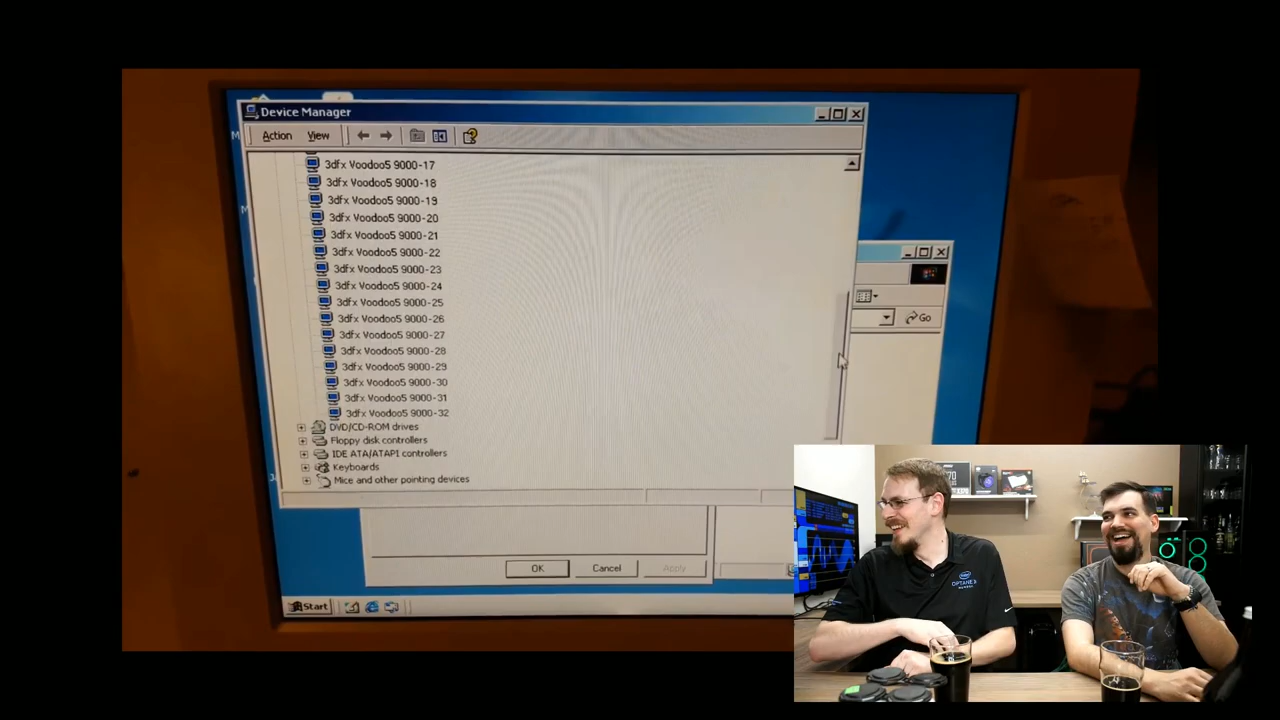 Device Manager
Action View
3dfx Voodoo5 9000-17
3dfx Voodoo5 9000-18
3dfx Voodoo5 9000-19
3dfx Voodoo5 9000-20
3dfx Voodoo5 9000-21
3dfx Voodoo5 9000-22
3dfx Voodoo5 9000-23
3dfx Voodoo5 9000-24
3dfx Voodoo5 9000-25
3dfx Voodoo5 9000-26
3dfx Voodoo5 9000-27
3dfx Voodoo5 9000-28
3dfx Voodoo5 9000-29
3dfx Voodoo5 9000-30
3dfx Voodoo5 9000-31
3dfx Voodoo5 9000-32
DVD/CD-ROM drives
Floppy disk controllers
IDE ATA/ATAPI controllers
Keyboards
Mice and other pointing devices
Go
OK Cancel Apply
Start
intel
OPTANE